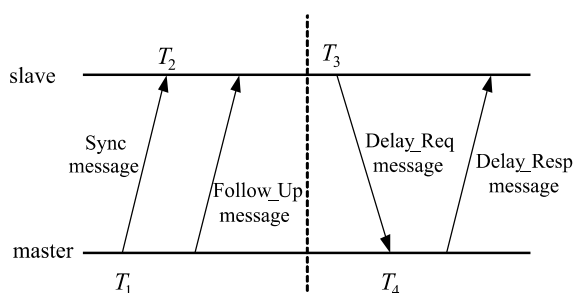 T2
T3
slave
Sync
message
Follow_Up
message
Delay_Req
message
Delay_Resp
message
master
T1
T4